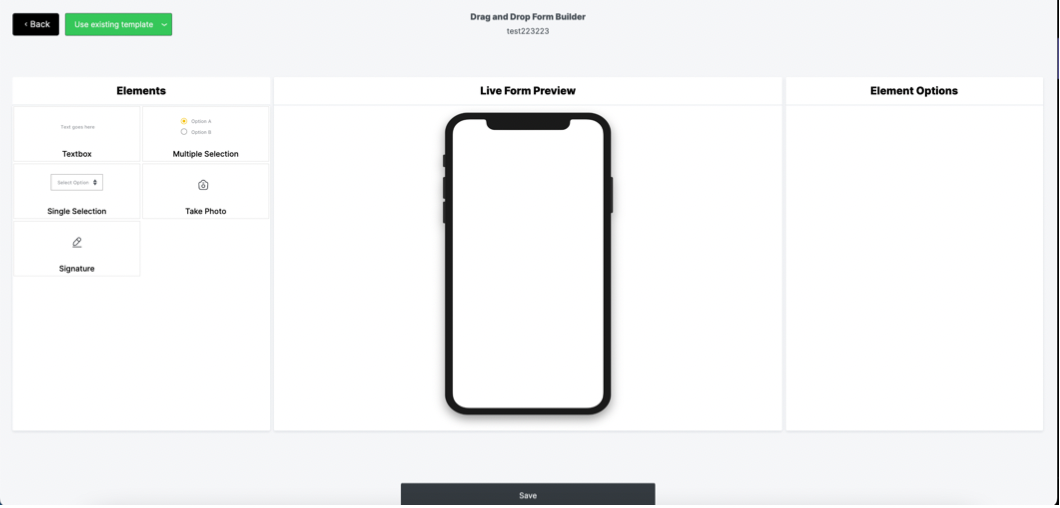 ‹ Back
Use existing template
Drag and Drop Form Builder
test223223
Elements
Live Form Preview
Element Options
Text goes here
Textbox
Option A
Option B
Multiple Selection
Select Option
Single Selection
Take Photo
Signature
Save